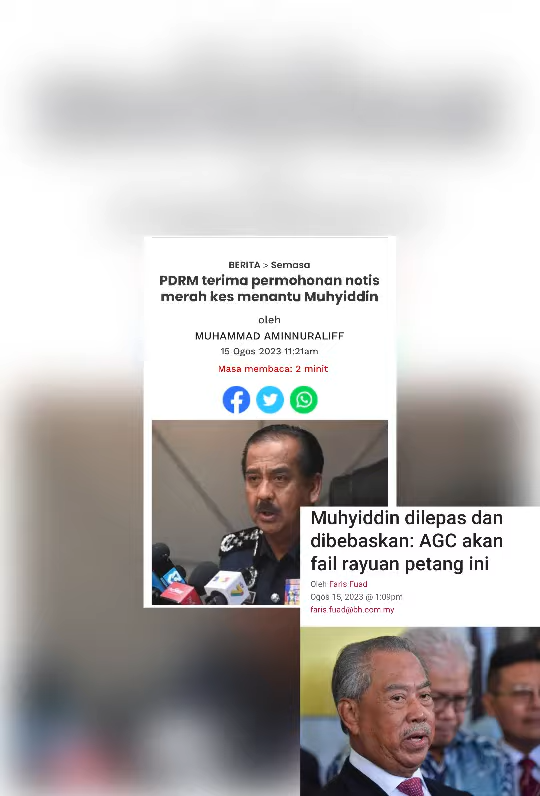 BERITA > Semasa
PDRM terima permohonan notis
merah kes menantu Muhyiddin
oleh
MUHAMMAD AMINNURALIFF
15 Ogos 2023 11:21am
Masa membaca: 2 minit
Muhyiddin dilepas dan
dibebaskan: AGC akan
fail rayuan petang ini
Oleh Faris Fuad
Ogos 15, 2023 @ 1:09pm
faris.fuad@bh.com.my